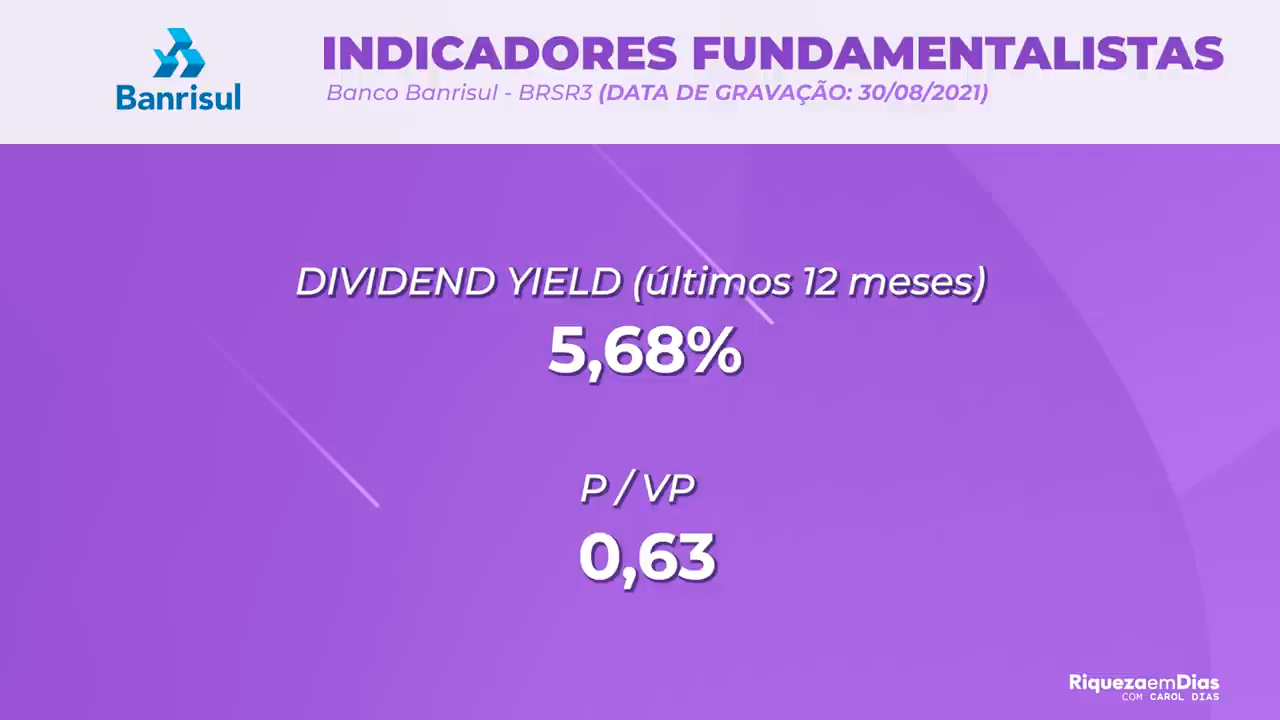 Banrisul
INDICADORES FUNDAMENTALISTAS
Banco Banrisul - BRSR3 (DATA DE GRAVAÇÃO: 30/08/2021)
DIVIDEND YIELD (últimos 12 meses)
5,68%
P / VP
0,63
RiquezaemDias
COM CAROL DIAS